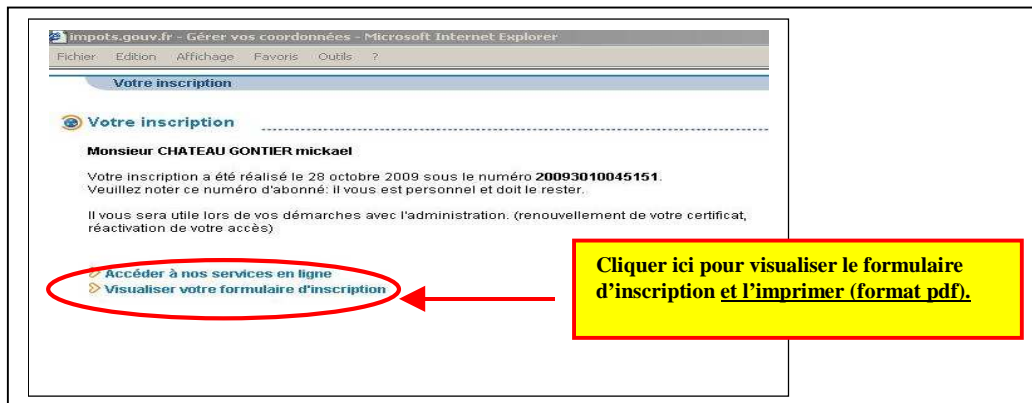 impots.gouv.fr - Gérer vos coordonnées - Microsoft Internet Explorer
Fichier Edition Affichage Favoris Outils ?
Votre inscription
Votre inscription
Monsieur CHATEAU GONTIER mickael
Votre inscription a été réalisé le 28 octobre 2009 sous le numéro 20093010045151.
Veuillez noter ce numéro d'abonné: il vous est personnel et doit le rester.
Il vous sera utile lors de vos démarches avec l'administration. (renouvellement de votre certificat,
réactivation de votre accès)
Accéder à nos services en ligne
Visualiser votre formulaire d'inscription
Cliquer ici pour visualiser le formulaire
d’inscription et l’imprimer (format pdf).